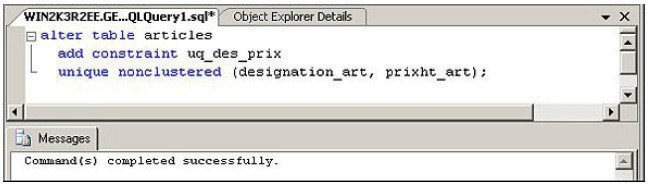 WIN2K3R2EE.GE...QLQuery1.sql* Object Explorer Details
alter table articles
add constraint uq_des_prix
unique nonclustered (designation_art, prixht_art);
Messages
Command(s) completed successfully.